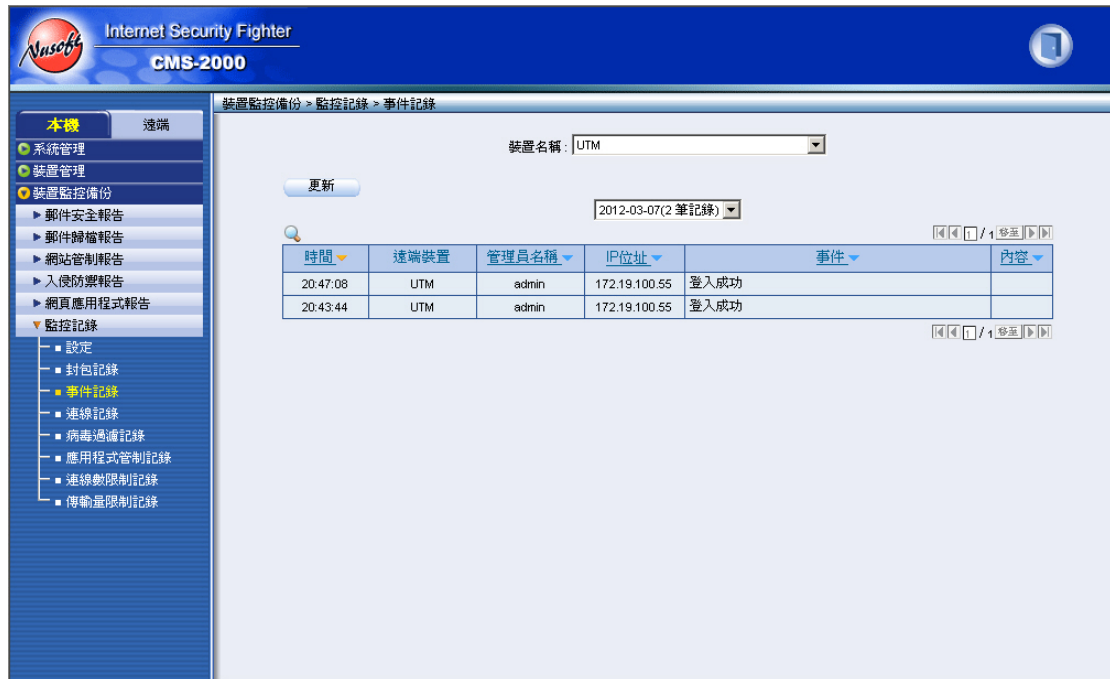 Nusoft
Internet Security Fighter
CMS-2000
本機 遠端
系統管理
裝置管理
裝置監控備份
郵件安全報告
郵件歸檔報告
網站管制報告
入侵防禦報告
網頁應用程式報告
監控記錄
設定
封包記錄
事件記錄
連線記錄
病毒過濾記錄
應用程式管制記錄
連線數限制記錄
傳輸量限制記錄
裝置監控備份 > 監控記錄 > 事件記錄
裝置名稱 : UTM
更新
2012-03-07(2 筆記錄)
1 / 1 移至
時間 遠端裝置 管理員名稱 IP位址 事件 內容
20:47:08 UTM admin 172.19.100.55 登入成功
20:43:44 UTM admin 172.19.100.55 登入成功
1 / 1 移至